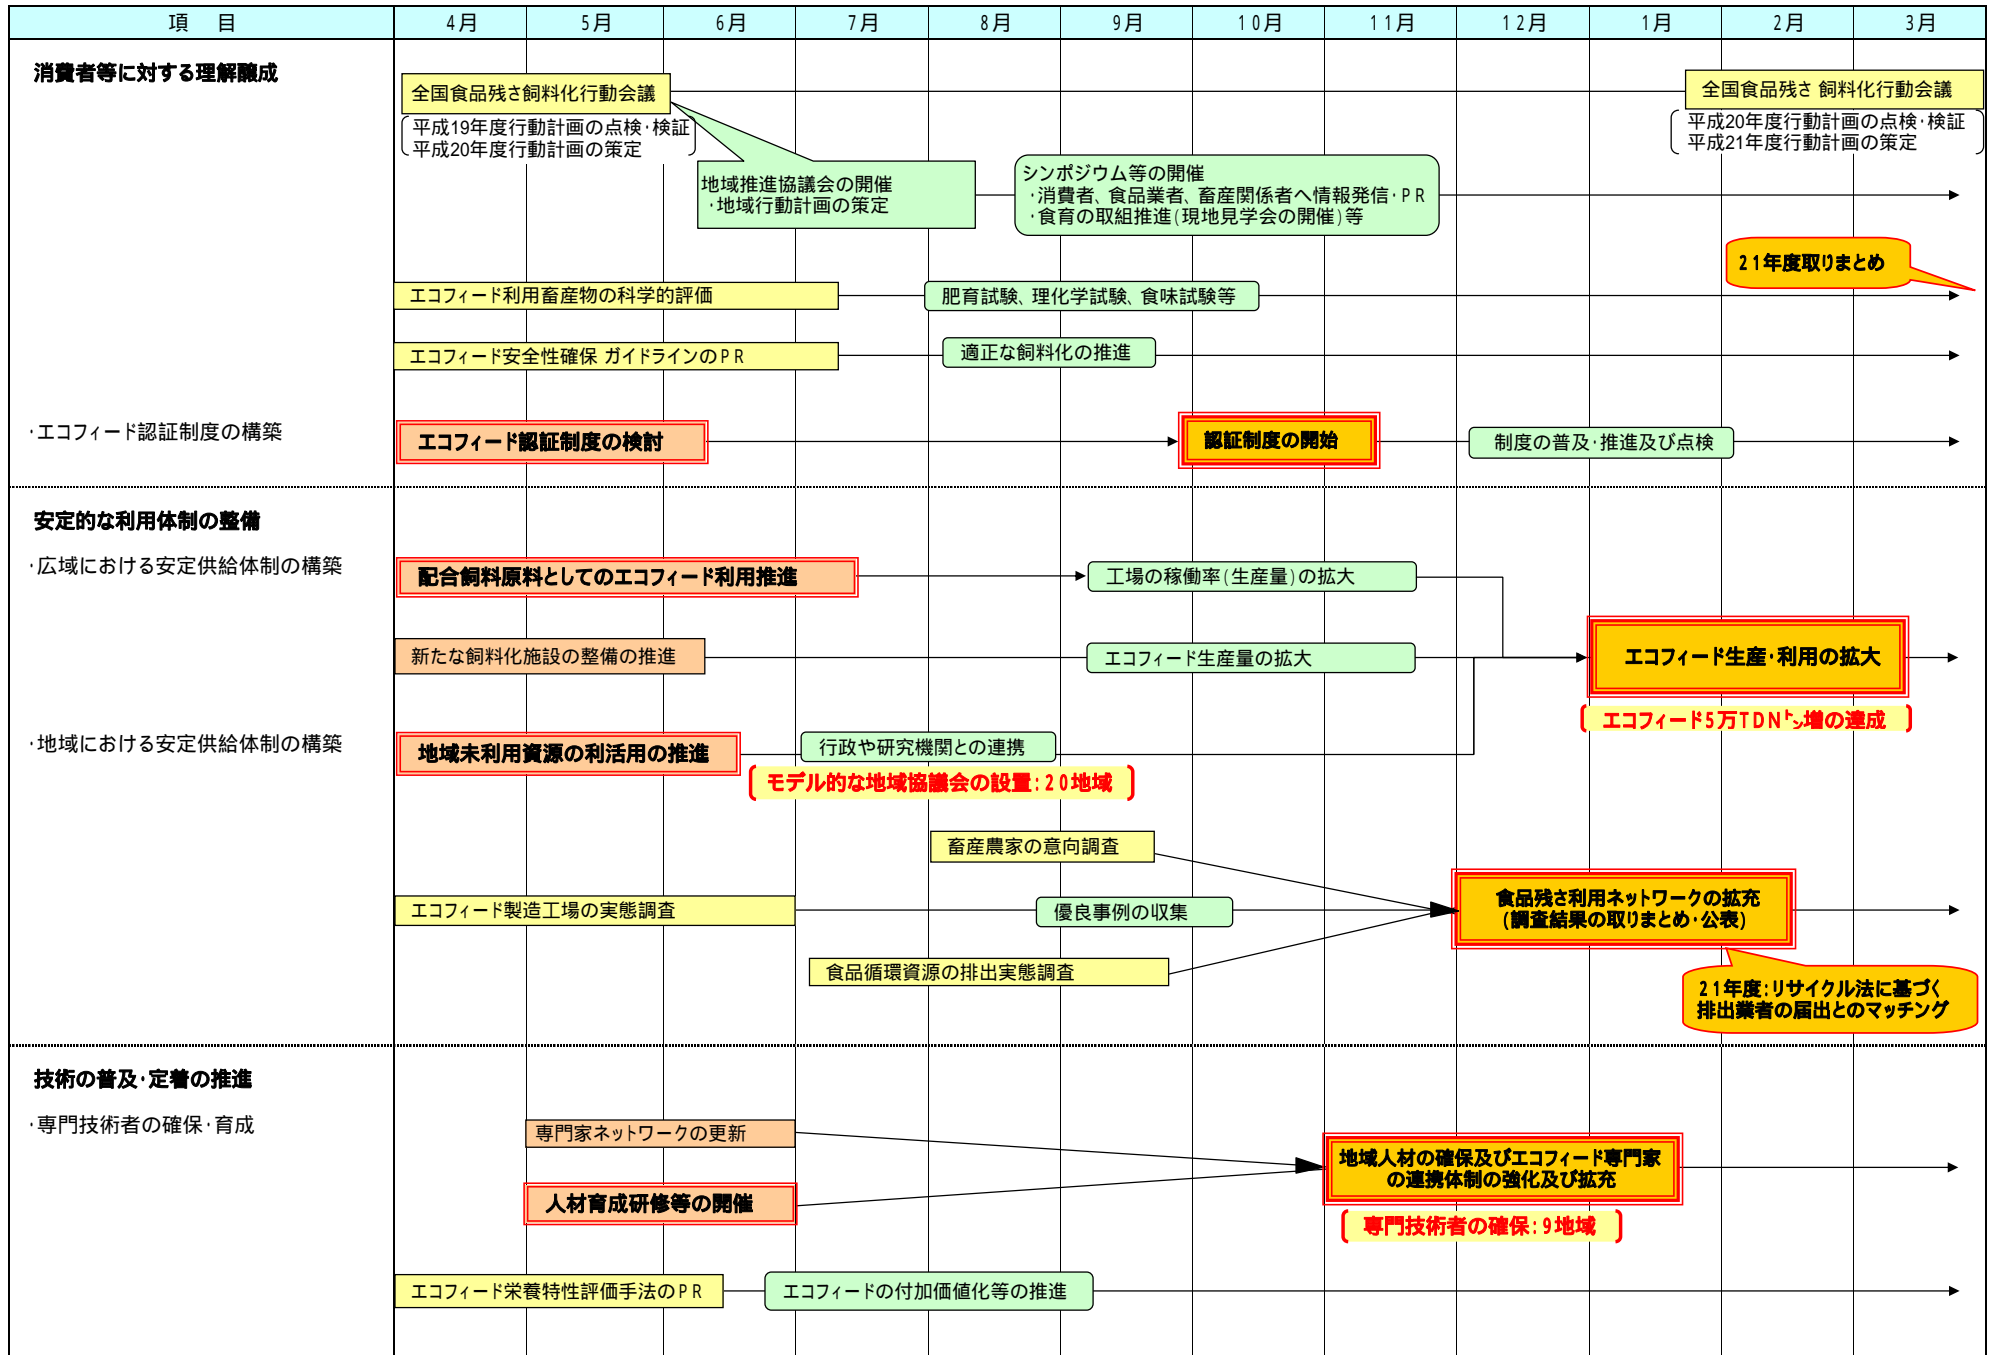 項　目
4月
5月
6月
7月
8月
9月
10月
11月
12月
1月
2月
3月
消費者等に対する理解醸成
全国食品残さ飼料化行動会議
平成19年度行動計画の点検・検証
平成20年度行動計画の策定
全国食品残さ 飼料化行動会議
平成20年度行動計画の点検・検証
平成21年度行動計画の策定
地域推進協議会の開催
・地域行動計画の策定
シンポジウム等の開催
・消費者、食品業者、畜産関係者へ情報発信・PR
・食育の取組推進(現地見学会の開催)等
21年度取りまとめ
エコフィード利用畜産物の科学的評価
肥育試験、理化学試験、食味試験等
エコフィード安全性確保 ガイドラインのPR
適正な飼料化の推進
・エコフィード認証制度の構築
エコフィード認証制度の検討
認証制度の開始
制度の普及・推進及び点検
安定的な利用体制の整備
・広域における安定供給体制の構築
配合飼料原料としてのエコフィード利用推進
工場の稼働率(生産量)の拡大
新たな飼料化施設の整備の推進
エコフィード生産量の拡大
エコフィード生産・利用の拡大
エコフィード5万TDNトン増の達成
・地域における安定供給体制の構築
地域未利用資源の利活用の推進
行政や研究機関との連携
モデル的な地域協議会の設置:20地域
畜産農家の意向調査
エコフィード製造工場の実態調査
優良事例の収集
食品残さ利用ネットワークの拡充
(調査結果の取りまとめ・公表)
食品循環資源の排出実態調査
21年度:リサイクル法に基づく
排出業者の届出とのマッチング
技術の普及・定着の推進
・専門技術者の確保・育成
専門家ネットワークの更新
人材育成研修等の開催
地域人材の確保及びエコフィード専門家
の連携体制の強化及び拡充
専門技術者の確保:9地域
エコフィード栄養特性評価手法のPR
エコフィードの付加価値化等の推進